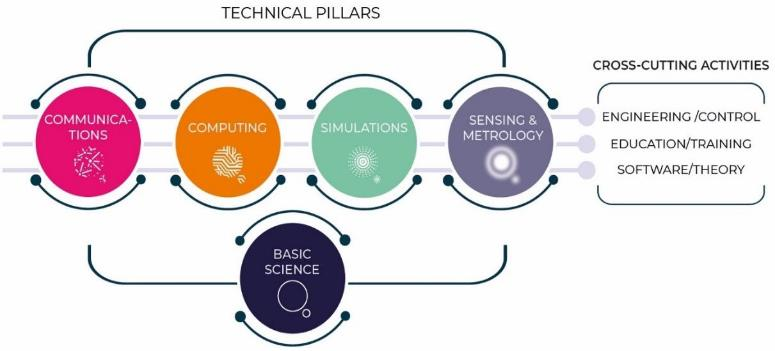 TECHNICAL PILLARS
CROSS-CUTTING ACTIVITIES
COMMUNICA-
TIONS
COMPUTING
SIMULATIONS
SENSING &
METROLOGY
ENGINEERING /CONTROL
EDUCATION/TRAINING
SOFTWARE/THEORY
BASIC
SCIENCE